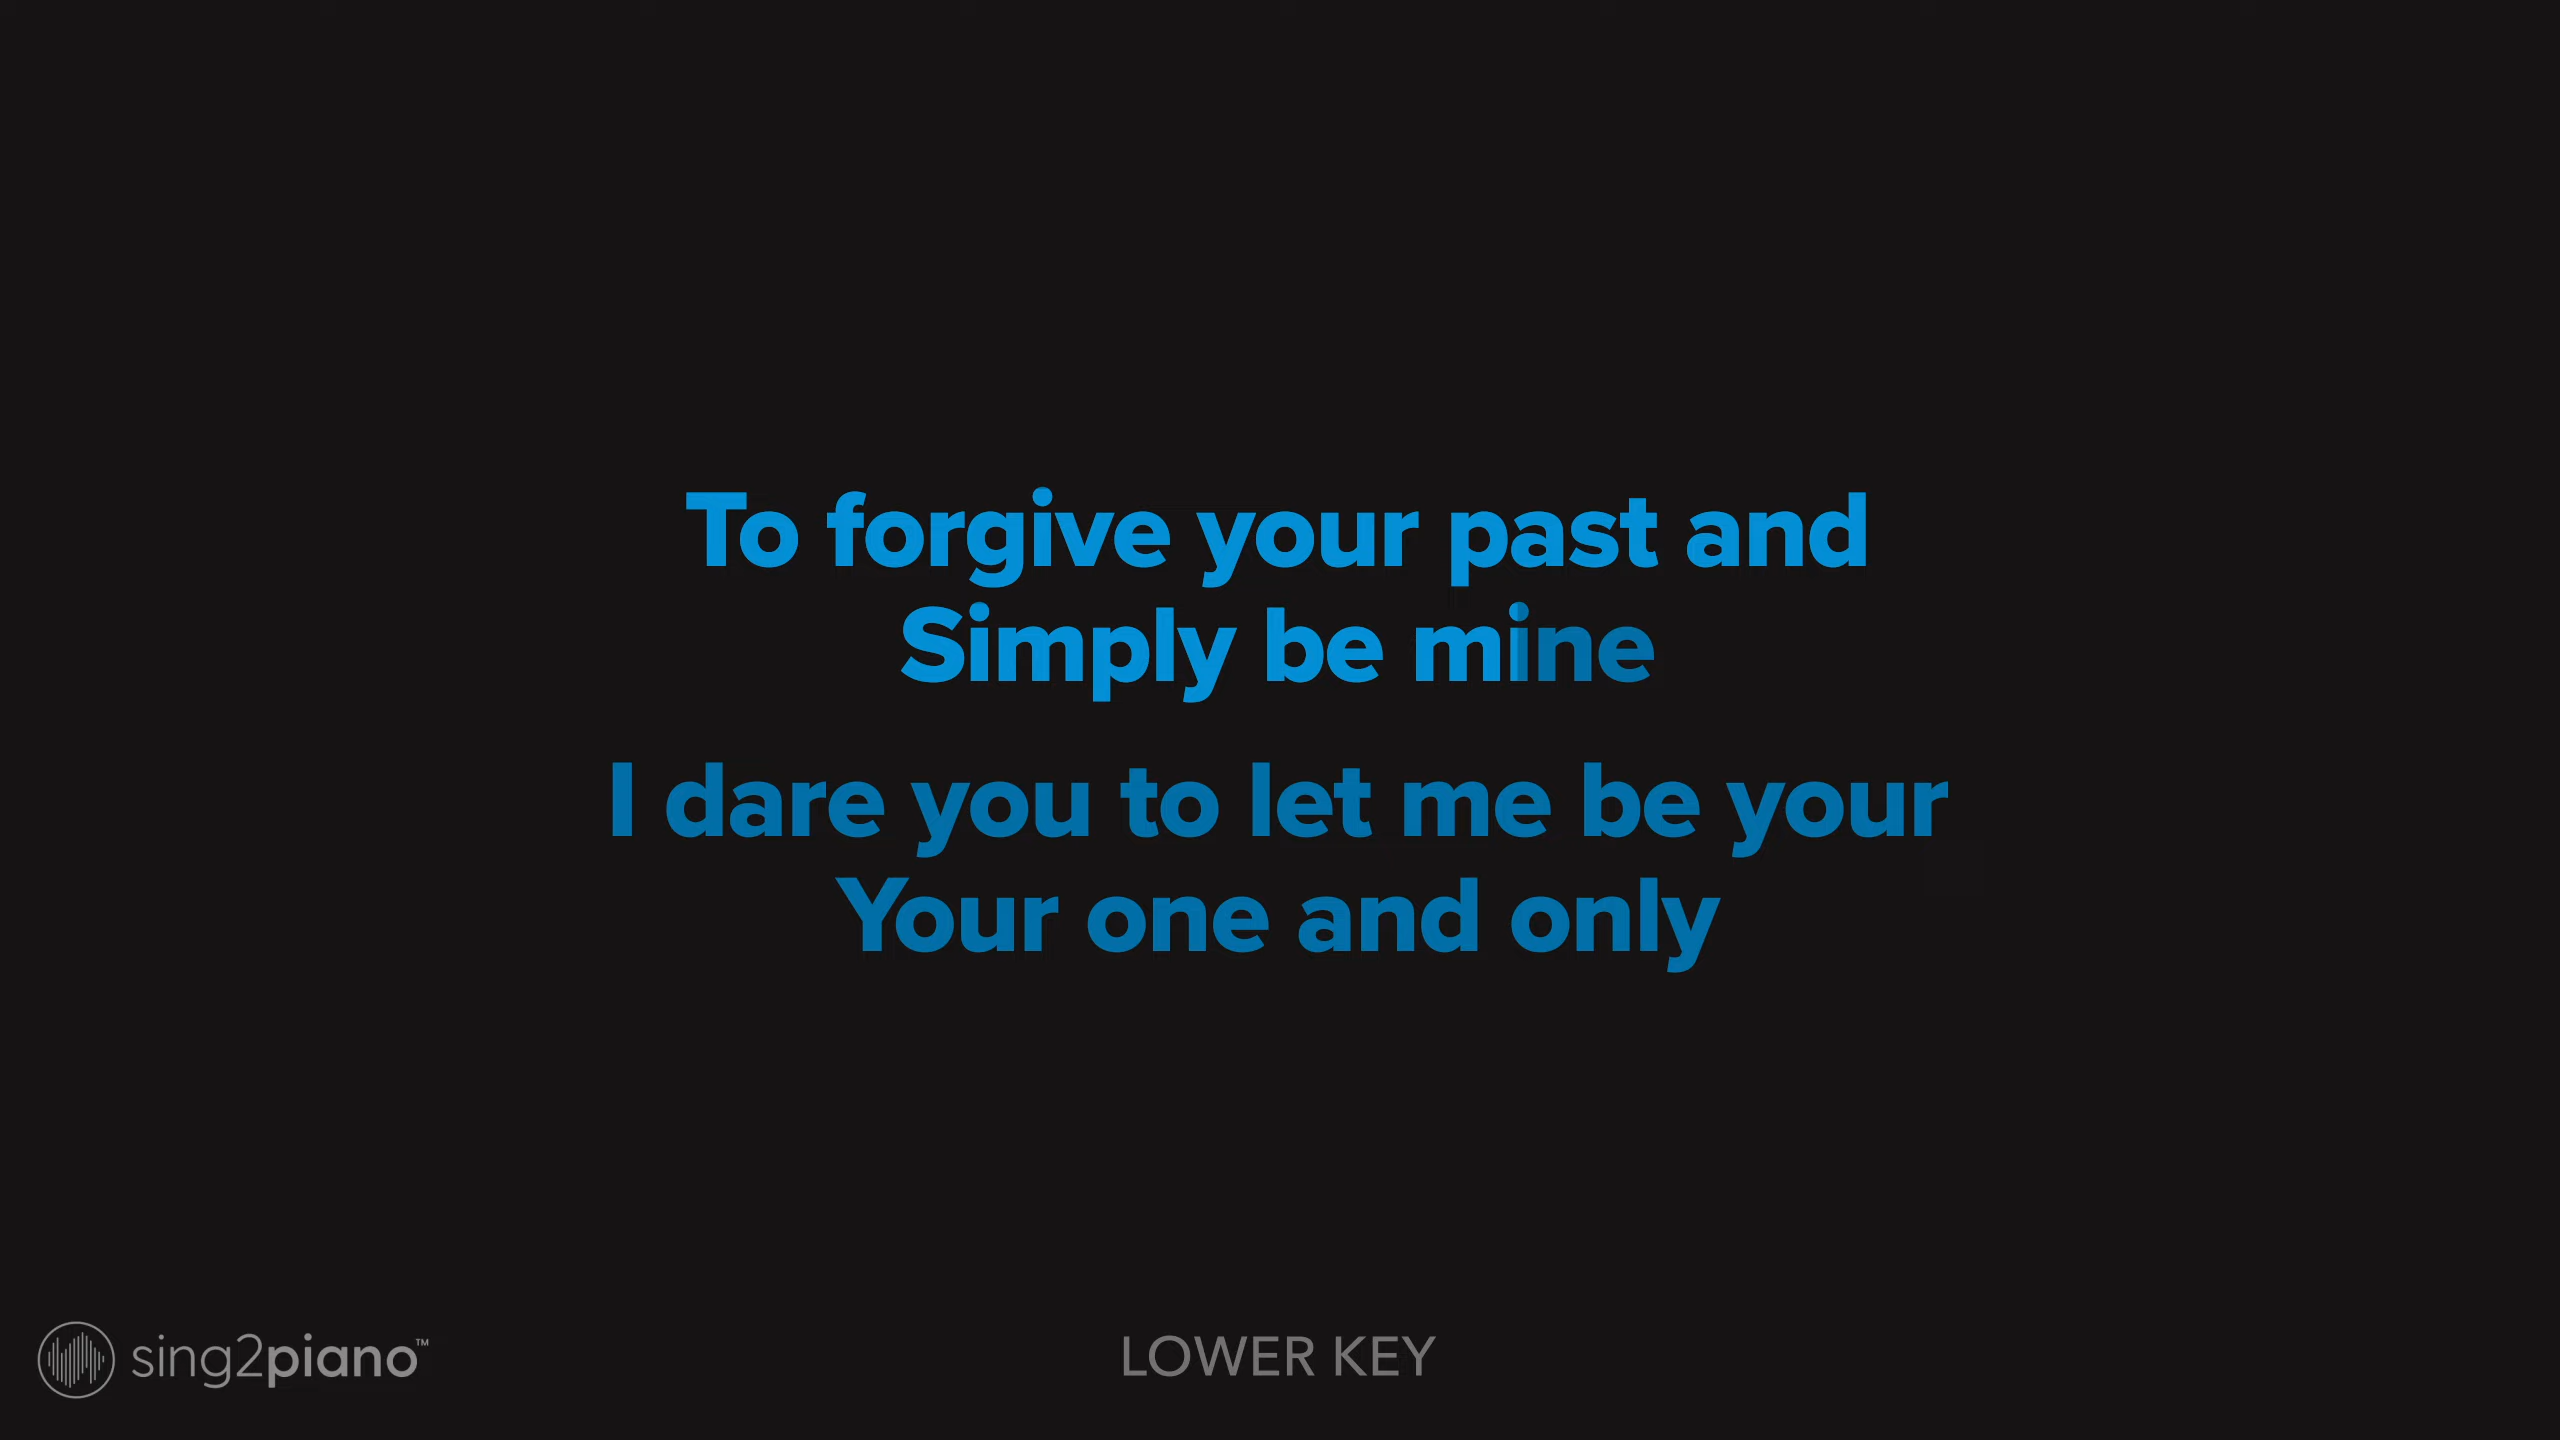 To forgive your past and
Simply be mine
I dare you to let me be your
Your one and only
sing2piano™
LOWER KEY